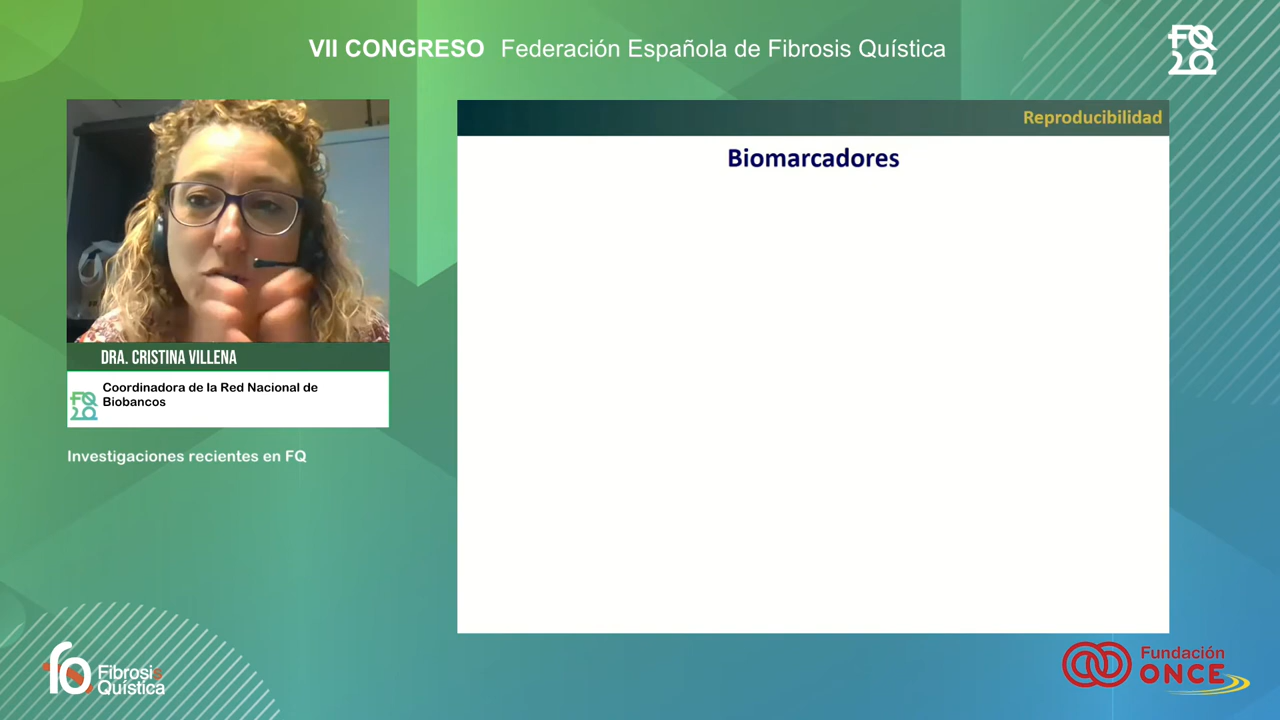 VII CONGRESO Federación Española de Fibrosis Quística
FQ
20
Reproducibilidad
Biomarcadores
DRA. CRISTINA VILLENA
FQ
20
Coordinadora de la Red Nacional de
Biobancos
Investigaciones recientes en FQ
fq Fibrosis
Quística
Fundación
ONCE